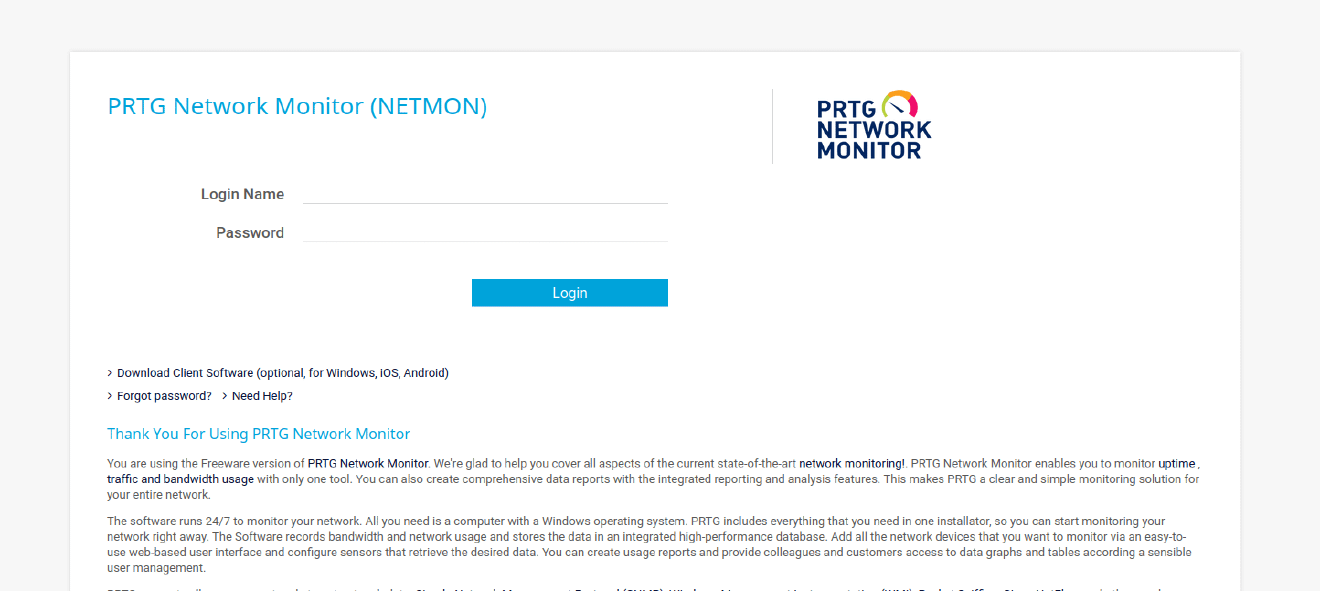 PRTG Network Monitor (NETMON)
PRTG
NETWORK
MONITOR
Login Name
Password
Login
> Download Client Software (optional, for Windows, iOS, Android)
> Forgot password? > Need Help?
Thank You For Using PRTG Network Monitor
You are using the Freeware version of PRTG Network Monitor. We're glad to help you cover all aspects of the current state-of-the-art network monitoring!. PRTG Network Monitor enables you to monitor uptime,
traffic and bandwidth usage with only one tool. You can also create comprehensive data reports with the integrated reporting and analysis features. This makes PRTG a clear and simple monitoring solution for
your entire network.
The software runs 24/7 to monitor your network. All you need is a computer with a Windows operating system. PRTG includes everything that you need in one installator, so you can start monitoring your
network right away. The Software records bandwidth and network usage and stores the data in an integrated high-performance database. Add all the network devices that you want to monitor via an easy-to-
use web-based user interface and configure sensors that retrieve the desired data. You can create usage reports and provide colleagues and customers access to data graphs and tables according a sensible
user management.